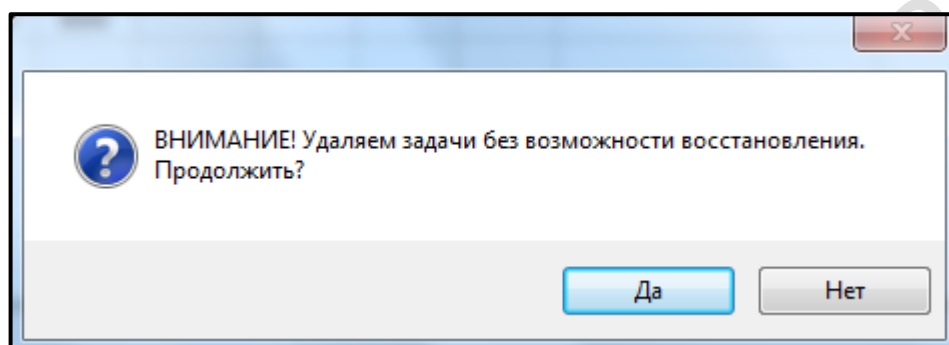 ВНИМАНИЕ! Удаляем задачи без возможности восстановления.
Продолжить?
Да
Нет